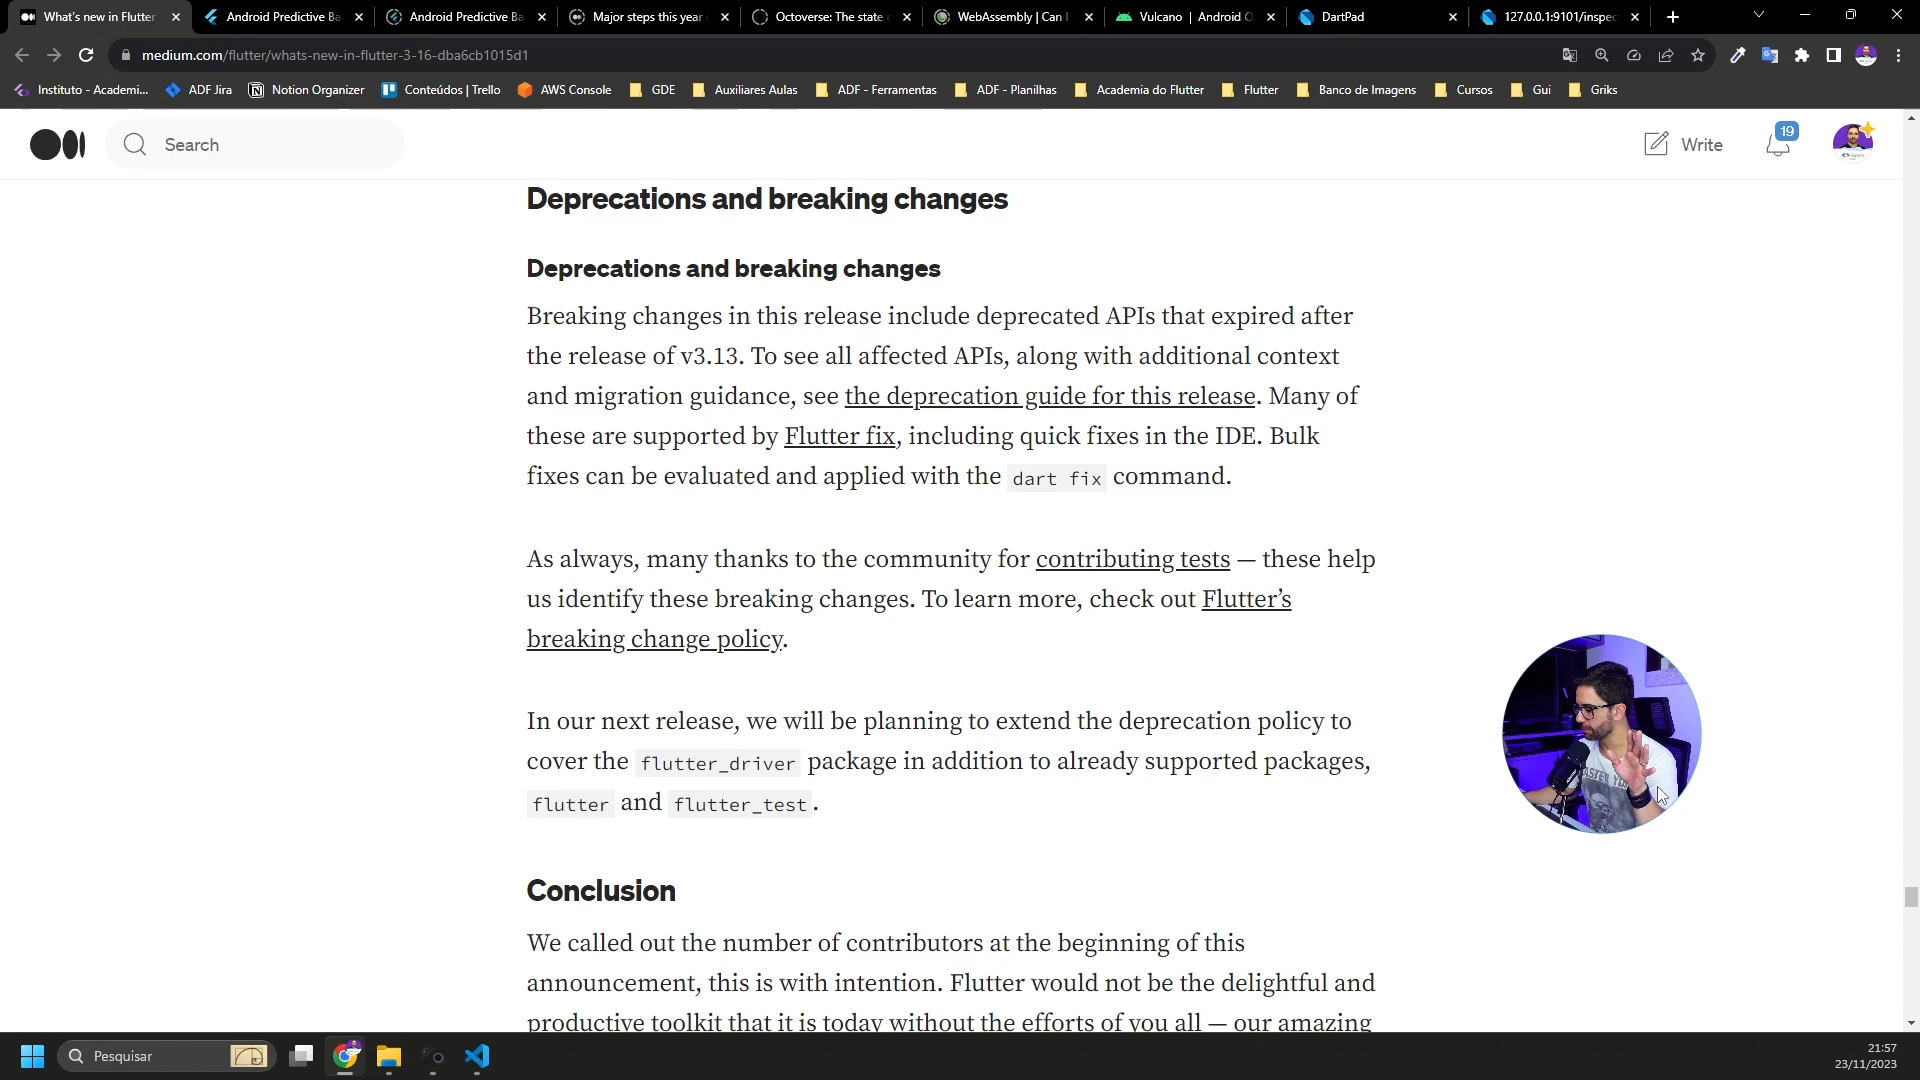 What's new in Flutter
Android Predictive Ba
Android Predictive Ba
Major steps this year
Octoverse: The state
WebAssembly | Can I
Vulcano | Android O
DartPad
127.0.0.1:9101/inspec
medium.com/flutter/whats-new-in-flutter-3-16-dba6cb1015d1
Instituto - Academi...
ADF Jira
Notion Organizer
Conteúdos | Trello
AWS Console
GDE
Auxiliares Aulas
ADF - Ferramentas
ADF - Planilhas
Academia do Flutter
Flutter
Banco de Imagens
Cursos
Gui
Griks
Search
Write
19
Deprecations and breaking changes
Deprecations and breaking changes
Breaking changes in this release include deprecated APIs that expired after
the release of v3.13. To see all affected APIs, along with additional context
and migration guidance, see the deprecation guide for this release. Many of
these are supported by Flutter fix, including quick fixes in the IDE. Bulk
fixes can be evaluated and applied with the dart fix command.
As always, many thanks to the community for contributing tests — these help
us identify these breaking changes. To learn more, check out Flutter’s
breaking change policy.
In our next release, we will be planning to extend the deprecation policy to
cover the flutter_driver package in addition to already supported packages,
flutter and flutter_test.
Conclusion
We called out the number of contributors at the beginning of this
announcement, this is with intention. Flutter would not be the delightful and
productive toolkit that it is today without the efforts of you all — our amazing
Pesquisar
21:57
23/11/2023